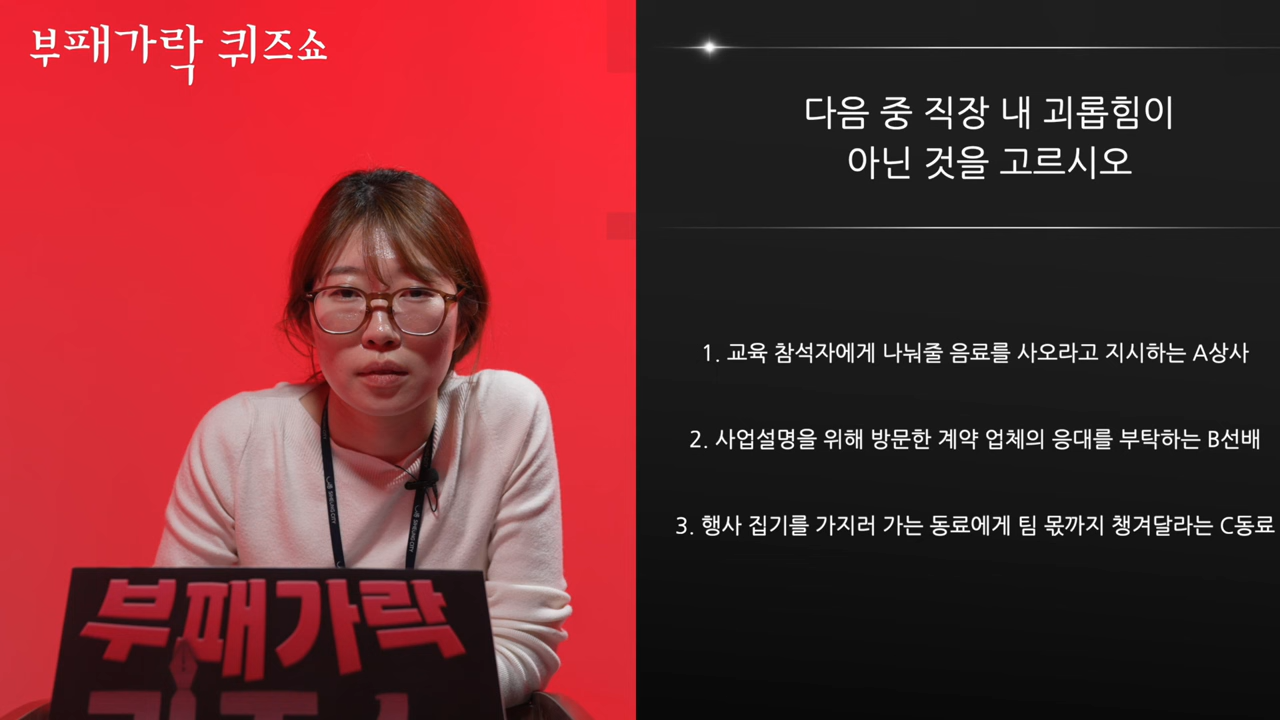 부패가락 퀴즈쇼
다음 중 직장 내 괴롭힘이
아닌 것을 고르시오
1. 교육 참석자에게 나눠줄 음료를 사오라고 지시하는 A상사
2. 사업설명을 위해 방문한 계약 업체의 응대를 부탁하는 B선배
3. 행사 집기를 가지러 가는 동료에게 팀 몫까지 챙겨달라는 C동료
부패가락